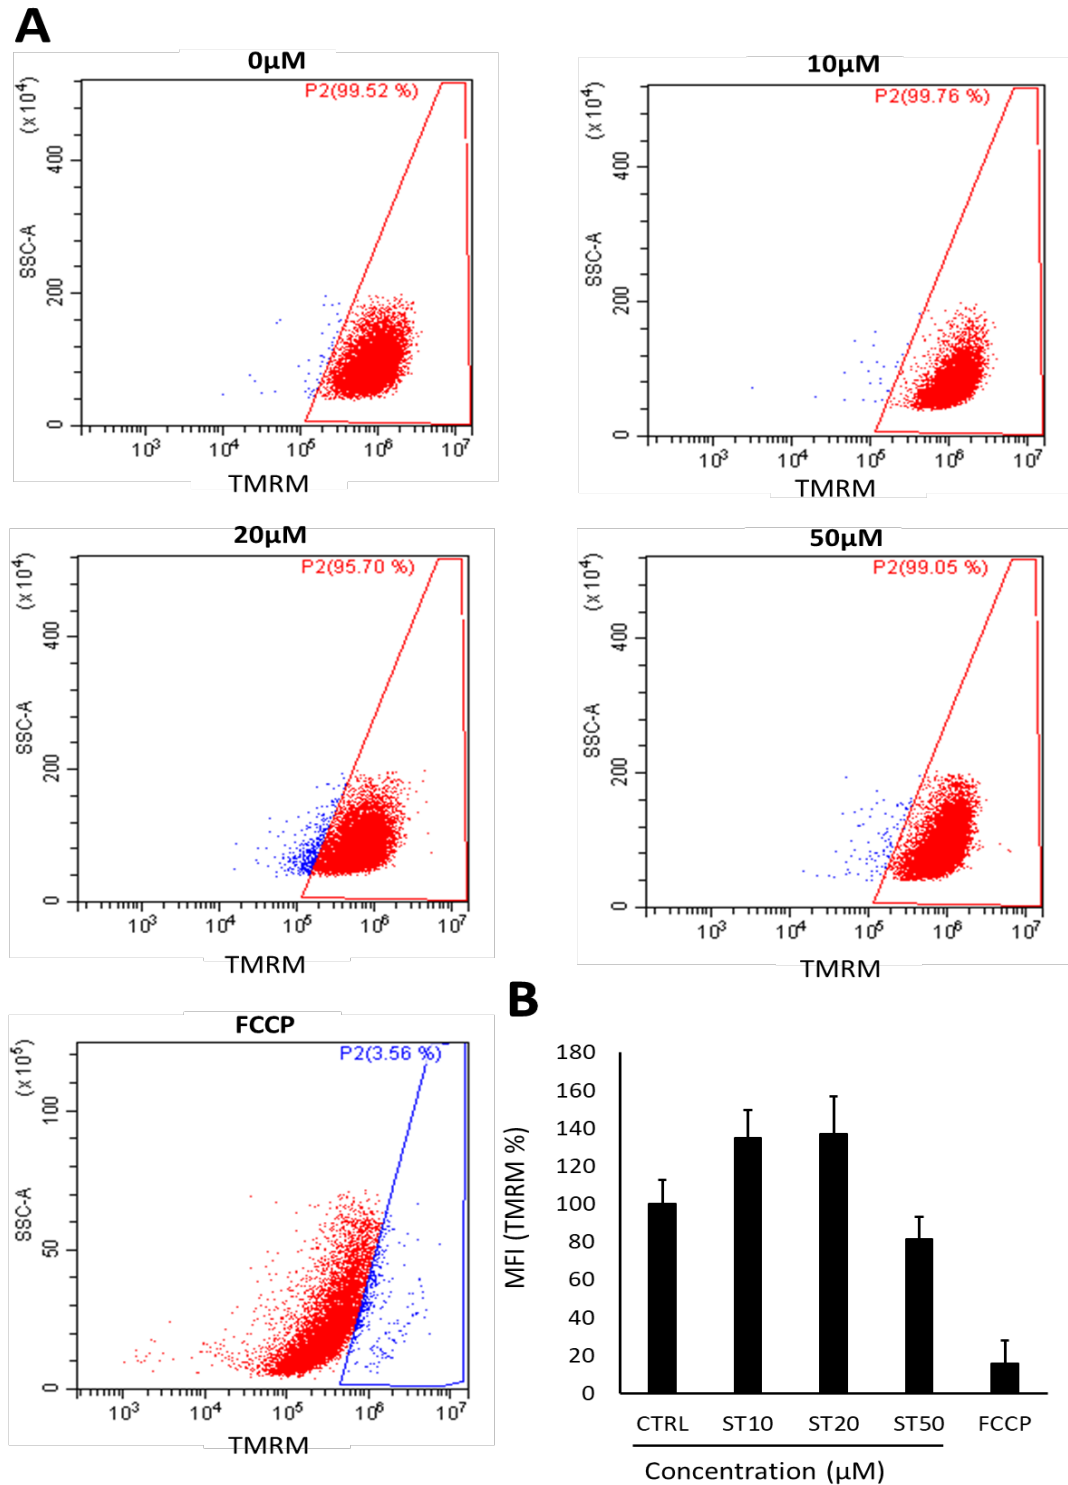 A
0µM
P2(99.52 %)
(x 10⁴)
400
200
0
SSC-A
10³ 10⁴ 10⁵ 10⁶ 10⁷
TMRM
10µM
P2(99.76 %)
(x 10⁴)
400
200
0
SSC-A
10³ 10⁴ 10⁵ 10⁶ 10⁷
TMRM
20µM
P2(95.70 %)
(x 10⁴)
400
200
0
SSC-A
10³ 10⁴ 10⁵ 10⁶ 10⁷
TMRM
50µM
P2(99.05 %)
(x 10⁴)
400
200
0
SSC-A
10³ 10⁴ 10⁵ 10⁶ 10⁷
TMRM
FCCP
P2(3.56 %)
(x 10⁵)
100
50
0
SSC-A
10³ 10⁴ 10⁵ 10⁶ 10⁷
TMRM
B
180
160
140
120
100
80
60
40
20
0
MFI (TMRM %)
CTRL ST10 ST20 ST50 FCCP
Concentration (µM)